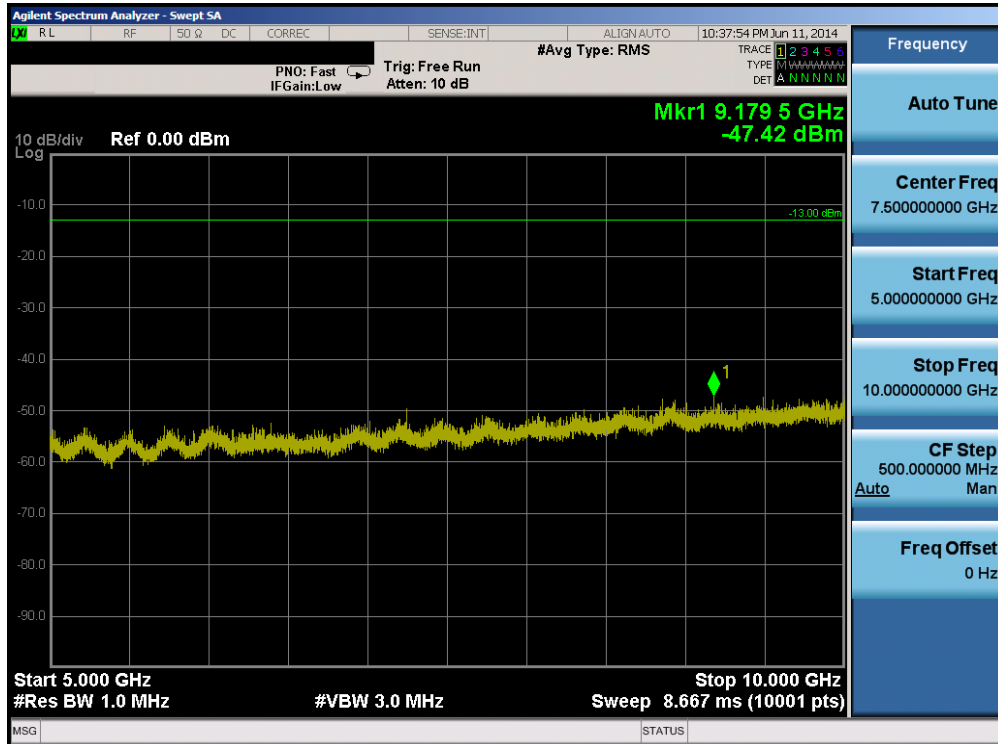 Agilent Spectrum Analyzer - Swept SA
LXI RL RF 50 Ω DC CORREC SENSE:INT ALIGN AUTO 10:37:54 PM Jun 11, 2014
#Avg Type: RMS
TRACE 1 2 3 4 5 6
PNO: Fast Trig: Free Run
TYPE M WWWWW
IFGain:Low Atten: 10 dB
DET A N N N N N
Mkr1 9.179 5 GHz
-47.42 dBm
10 dB/div Ref 0.00 dBm
Log
-10.0
-13.00 dBm
-20.0
-30.0
-40.0
1
-50.0
-60.0
-70.0
-80.0
-90.0
Start 5.000 GHz Stop 10.000 GHz
#Res BW 1.0 MHz #VBW 3.0 MHz Sweep 8.667 ms (10001 pts)
MSG STATUS
Frequency
Auto Tune
Center Freq
7.500000000 GHz
Start Freq
5.000000000 GHz
Stop Freq
10.000000000 GHz
CF Step
500.000000 MHz
Auto Man
Freq Offset
0 Hz